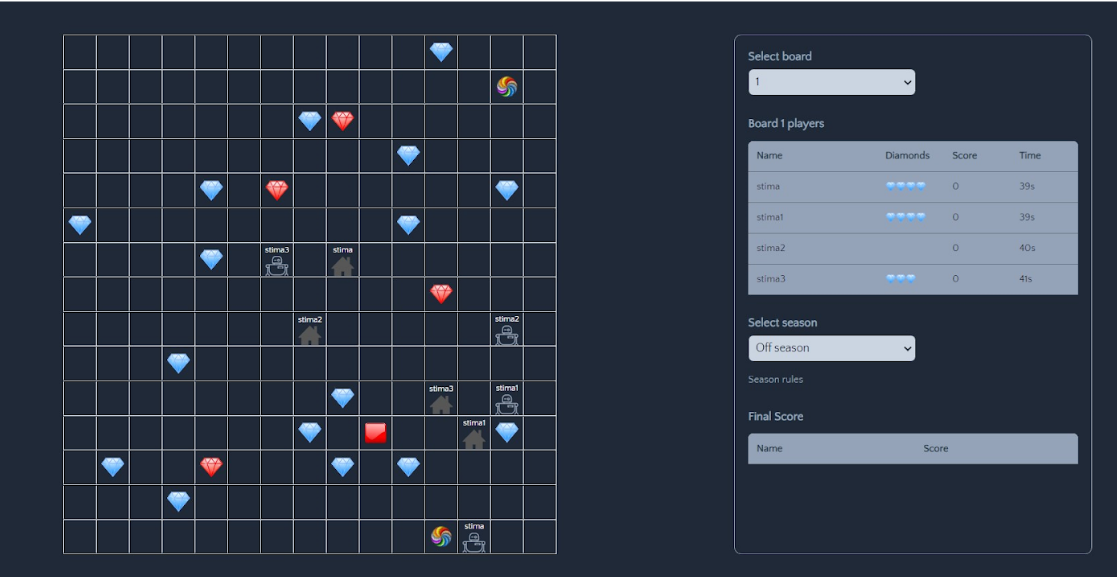 stima3
stima
stima2
stima2
stima3
stima1
stima1
stima
Select board
1
Board 1 players
Name Diamonds Score Time
stima 0 39s
stima1 0 39s
stima2 0 40s
stima3 0 41s
Select season
Off season
Season rules
Final Score
Name Score